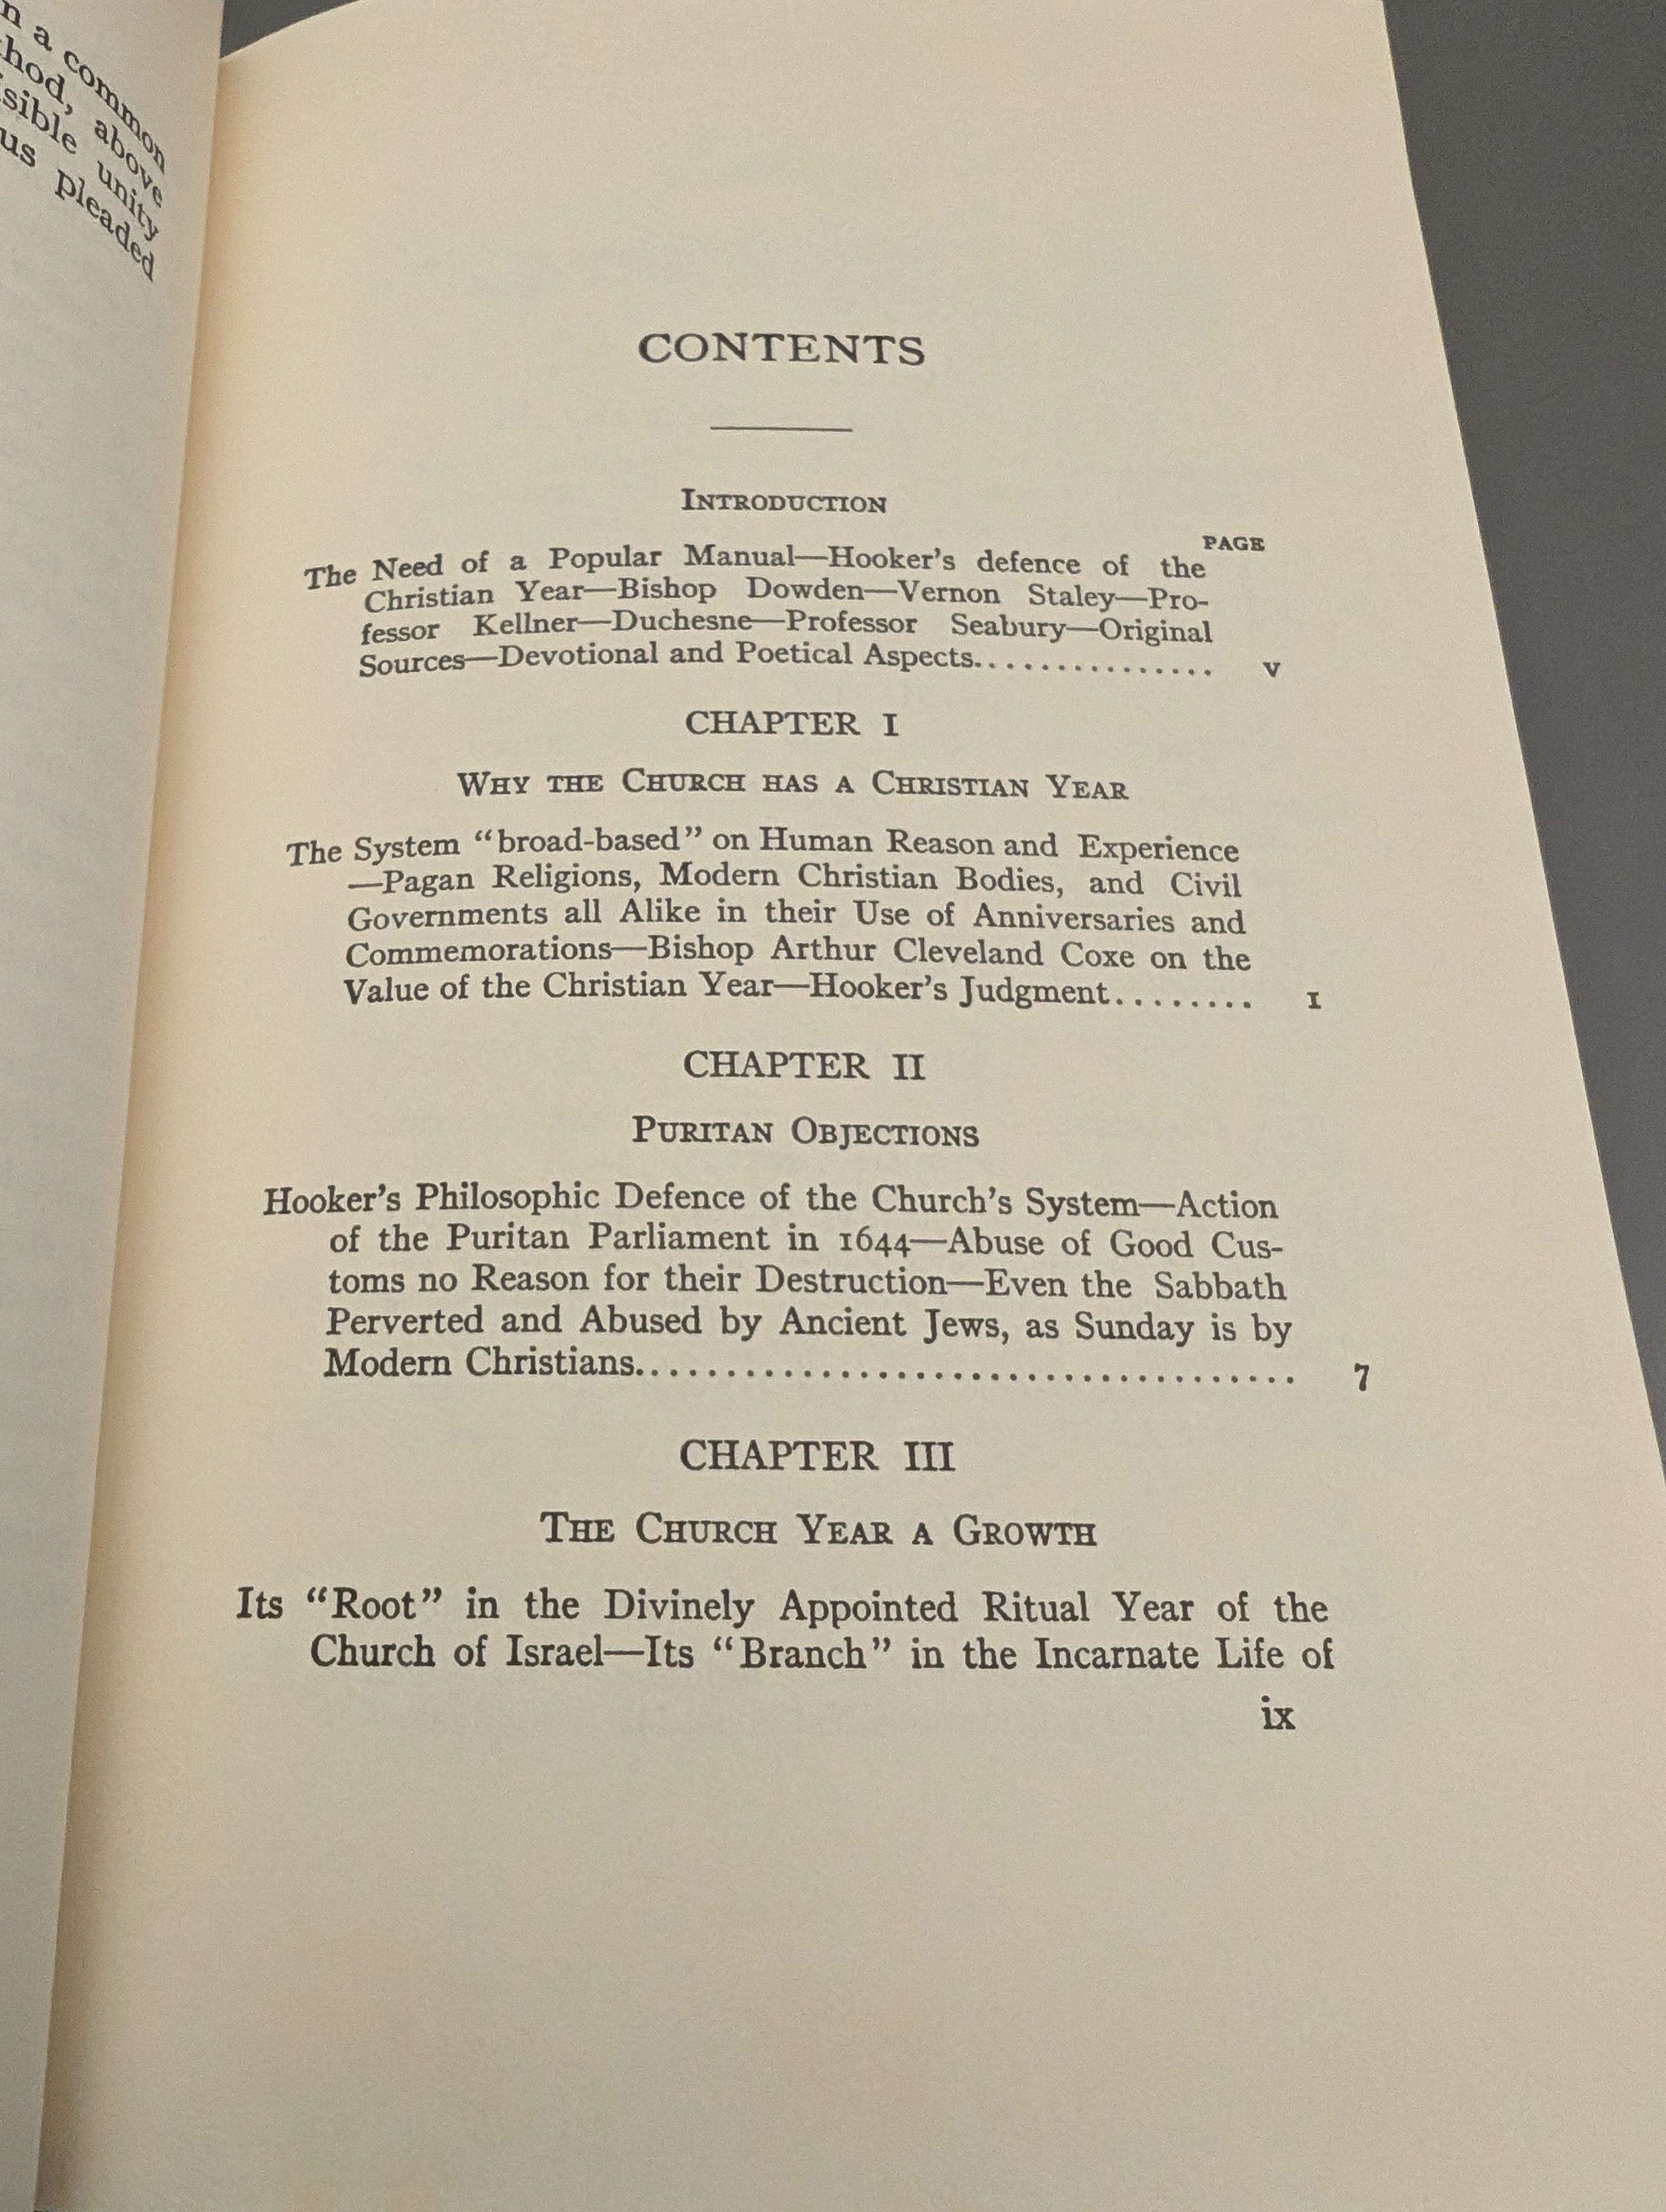 n a common
hod, above
sible unity
us pleaded
CONTENTS
INTRODUCTION
PAGE
The Need of a Popular Manual—Hooker's defence of the
Christian Year—Bishop Dowden—Vernon Staley—Pro-
fessor Kellner—Duchesne—Professor Seabury—Original
Sources—Devotional and Poetical Aspects............... v
CHAPTER I
WHY THE CHURCH HAS A CHRISTIAN YEAR
The System "broad-based" on Human Reason and Experience
—Pagan Religions, Modern Christian Bodies, and Civil
Governments all Alike in their Use of Anniversaries and
Commemorations—Bishop Arthur Cleveland Coxe on the
Value of the Christian Year—Hooker's Judgment........ 1
CHAPTER II
PURITAN OBJECTIONS
Hooker's Philosophic Defence of the Church's System—Action
of the Puritan Parliament in 1644—Abuse of Good Cus-
toms no Reason for their Destruction—Even the Sabbath
Perverted and Abused by Ancient Jews, as Sunday is by
Modern Christians..................................... 7
CHAPTER III
THE CHURCH YEAR A GROWTH
Its "Root" in the Divinely Appointed Ritual Year of the
Church of Israel—Its "Branch" in the Incarnate Life of
ix